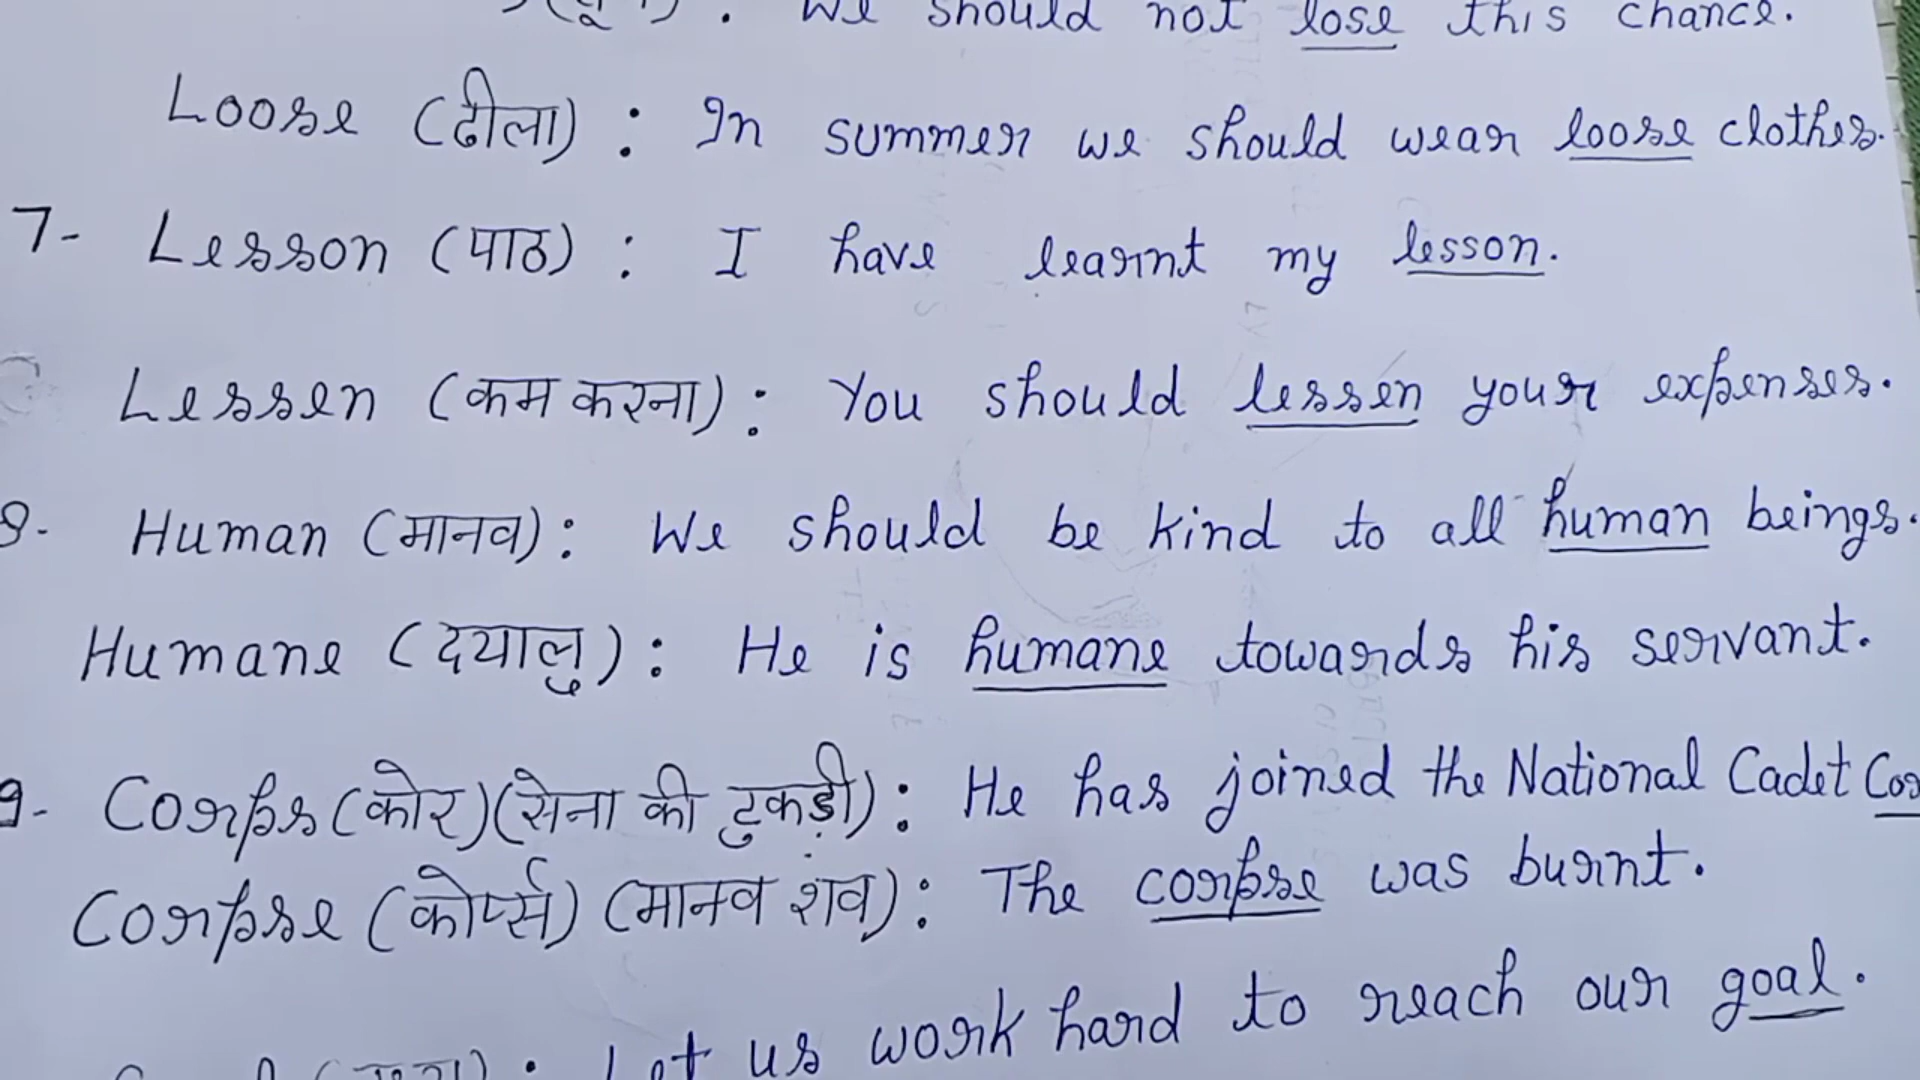 We should not lose this chance.
Loose (ढीला) : In summer we should wear loose clothes.
7- Lesson (पाठ) : I have learnt my lesson.
Lessen (कम करना) : You should lessen your expenses.
8- Human (मानव) : We should be kind to all human beings.
Humane (दयालु) : He is humane towards his servant.
9- Corps (कोर) (सेना की टुकड़ी) : He has joined the National Cadet Cor
Corpse (कोर्प्स) (मानव शव) : The corpse was burnt.
: Let us work hard to reach our goal.